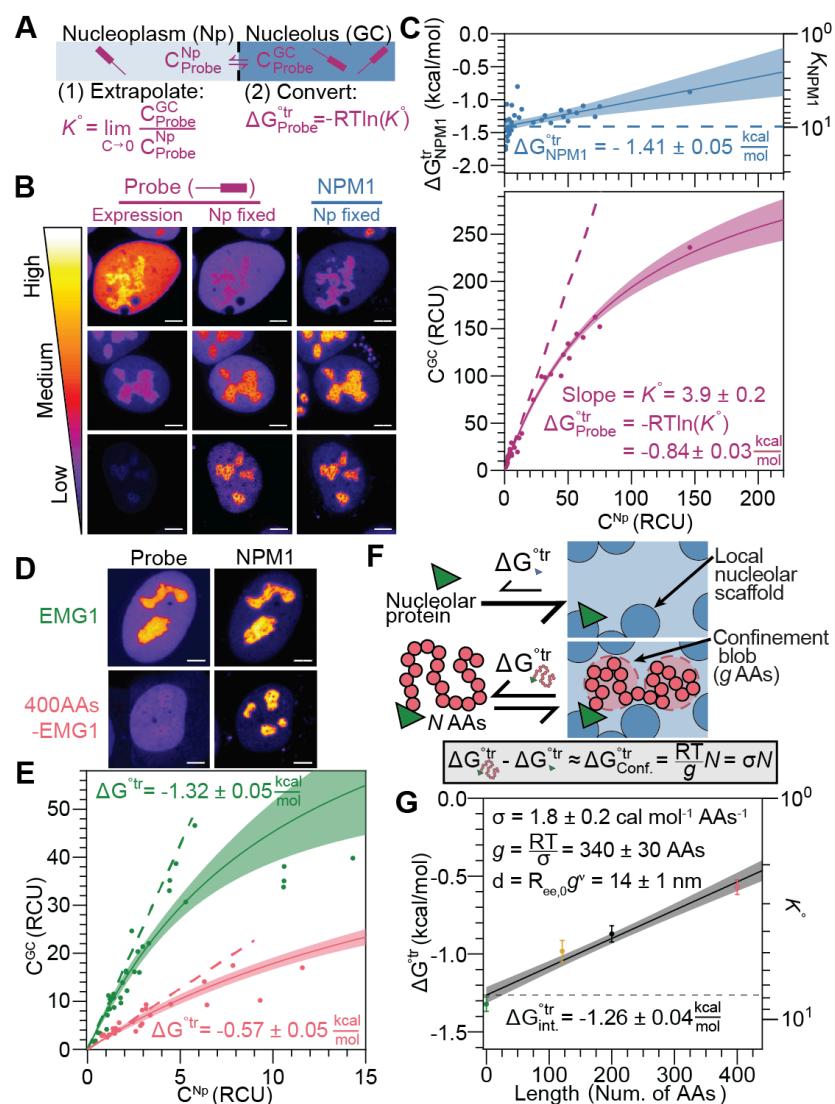 A
Nucleoplasm (Np)
Nucleolus (GC)
C^Np_Probe ⇌ C^GC_Probe
(1) Extrapolate:
(2) Convert:
K° = lim_{C→0} C^GC_Probe / C^Np_Probe
ΔG°tr_Probe = -RTln(K°)
B
Probe ( )
NPM1
Expression
Np fixed
Np fixed
High
Medium
Low
C
ΔG^tr_NPM1 (kcal/mol)
0.0
-0.5
-1.0
-1.5
-2.0
10^0
10^1
K_NPM1
ΔG°tr_NPM1 = - 1.41 ± 0.05 kcal/mol
C^GC (RCU)
250
200
150
100
50
0
Slope = K° = 3.9 ± 0.2
ΔG°tr_Probe = -RTln(K°)
= -0.84 ± 0.03 kcal/mol
0 50 100 150 200
C^Np (RCU)
D
Probe
NPM1
EMG1
400AAs
-EMG1
E
ΔG°tr = -1.32 ± 0.05 kcal/mol
C^GC (RCU)
50
40
30
20
10
0
ΔG°tr = -0.57 ± 0.05 kcal/mol
0 5 10 15
C^Np (RCU)
F
ΔG°tr
Nucleolar
protein
Local
nucleolar
scaffold
ΔG°tr
N AAs
Confinement
blob
(g AAs)
ΔG°tr - ΔG°tr ≈ ΔG°tr_Conf. = RT/g N = σN
G
ΔG°tr (kcal/mol)
0.0
-0.5
-1.0
-1.5
10^0
10^1
K°
σ = 1.8 ± 0.2 cal mol^-1 AAs^-1
g = RT/σ = 340 ± 30 AAs
d = R_ee,0 g^ν = 14 ± 1 nm
ΔG°tr_int. = -1.26 ± 0.04 kcal/mol
0 100 200 300 400
Length (Num. of AAs)